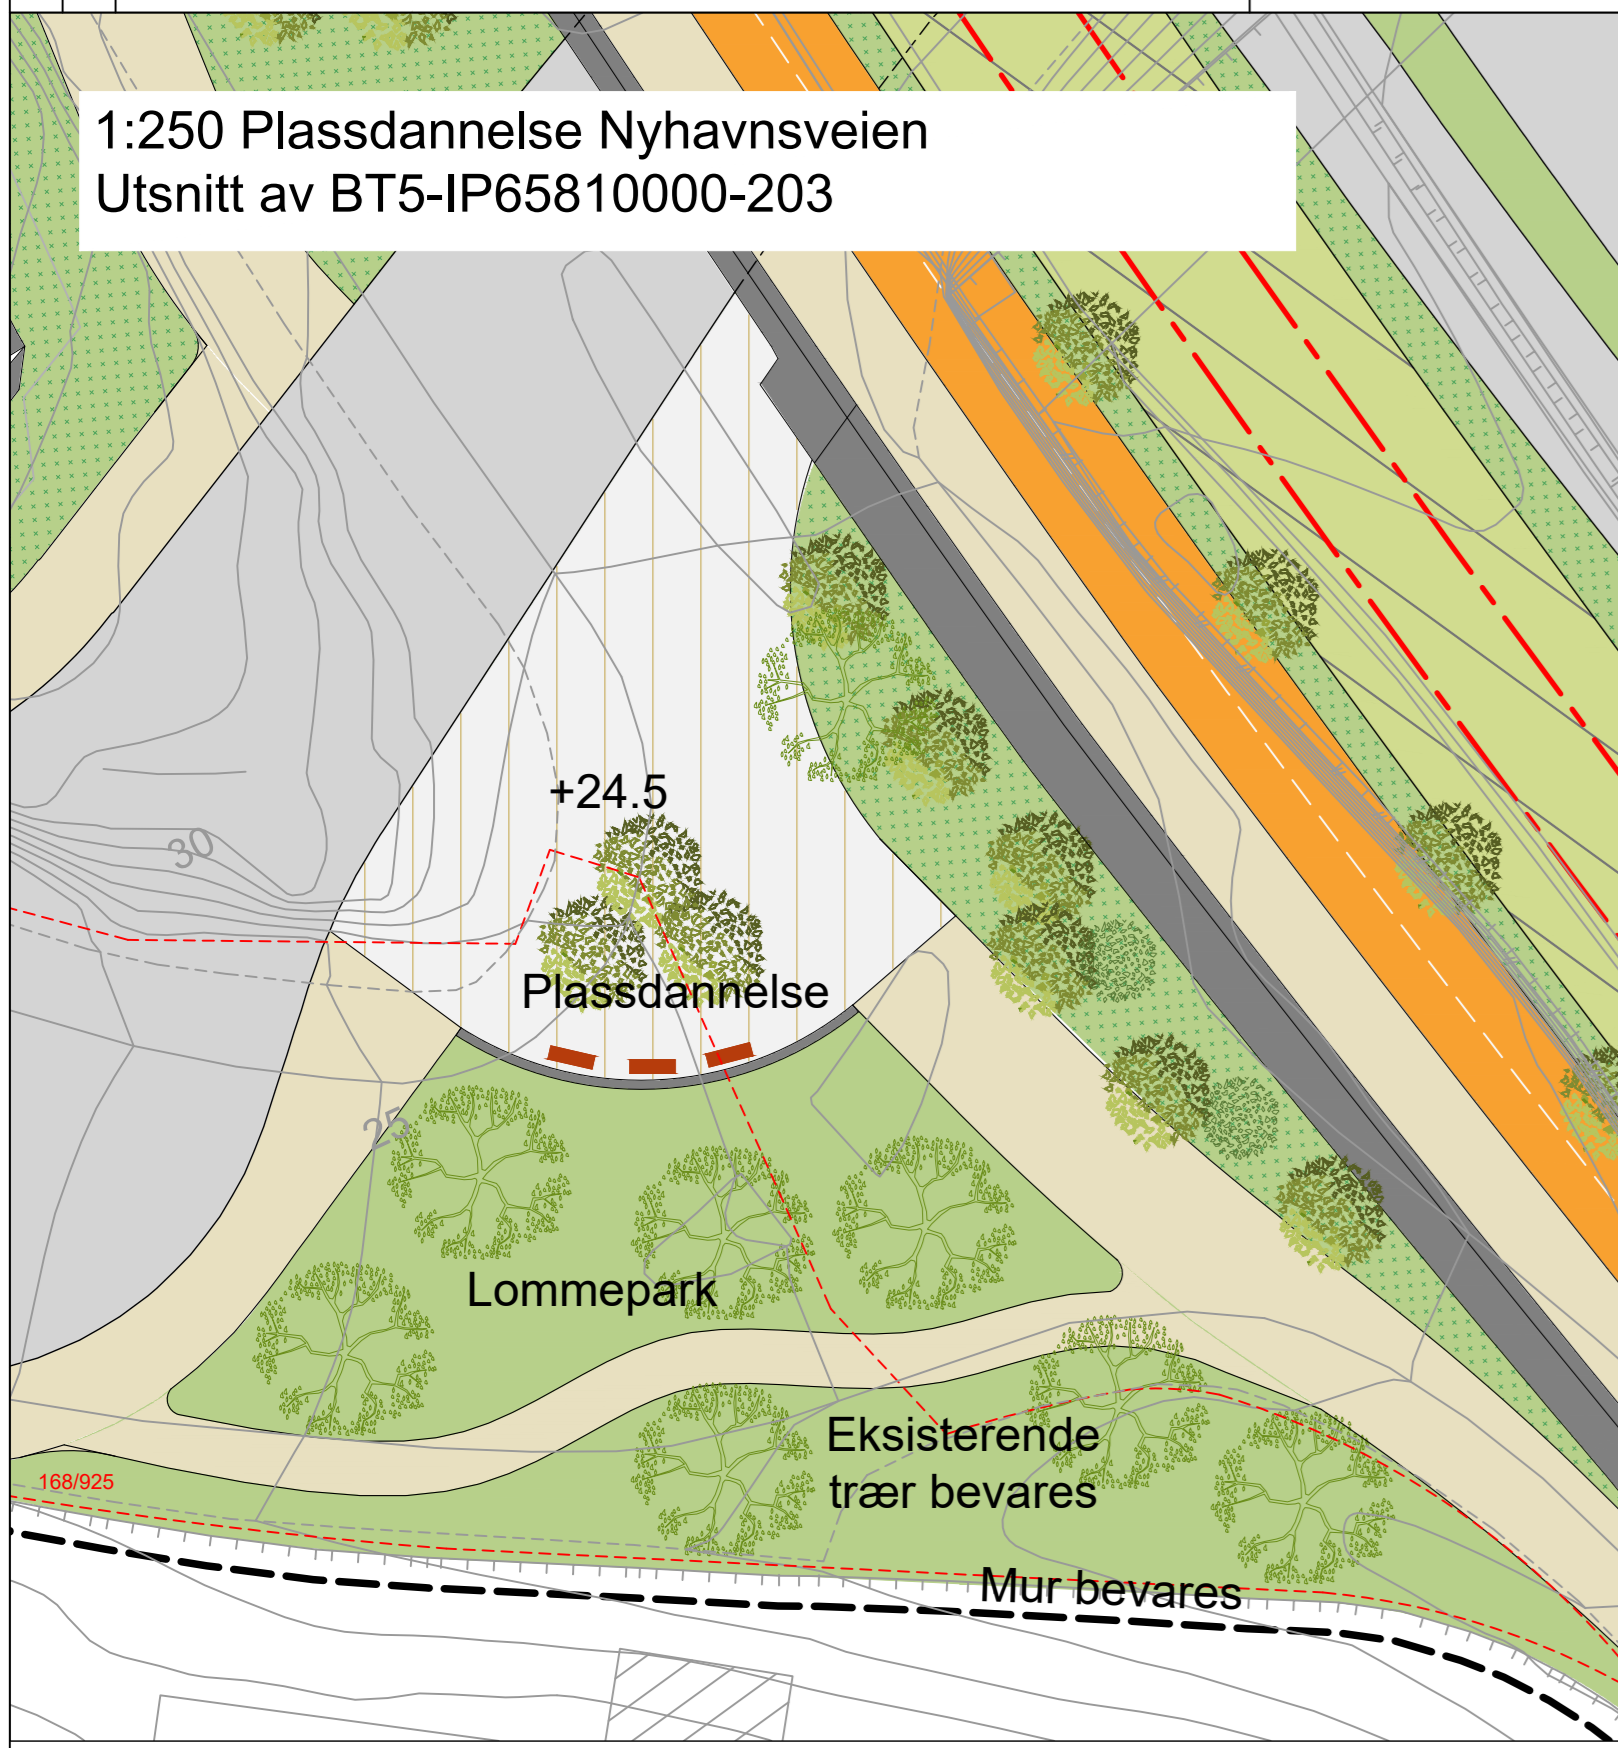 1:250 Plassdannelse Nyhavnsveien
Utsnitt av BT5-IP65810000-203
+24.5
30
Plassdannelse
25
Lommepark
Eksisterende
trær bevares
168/925
Mur bevares